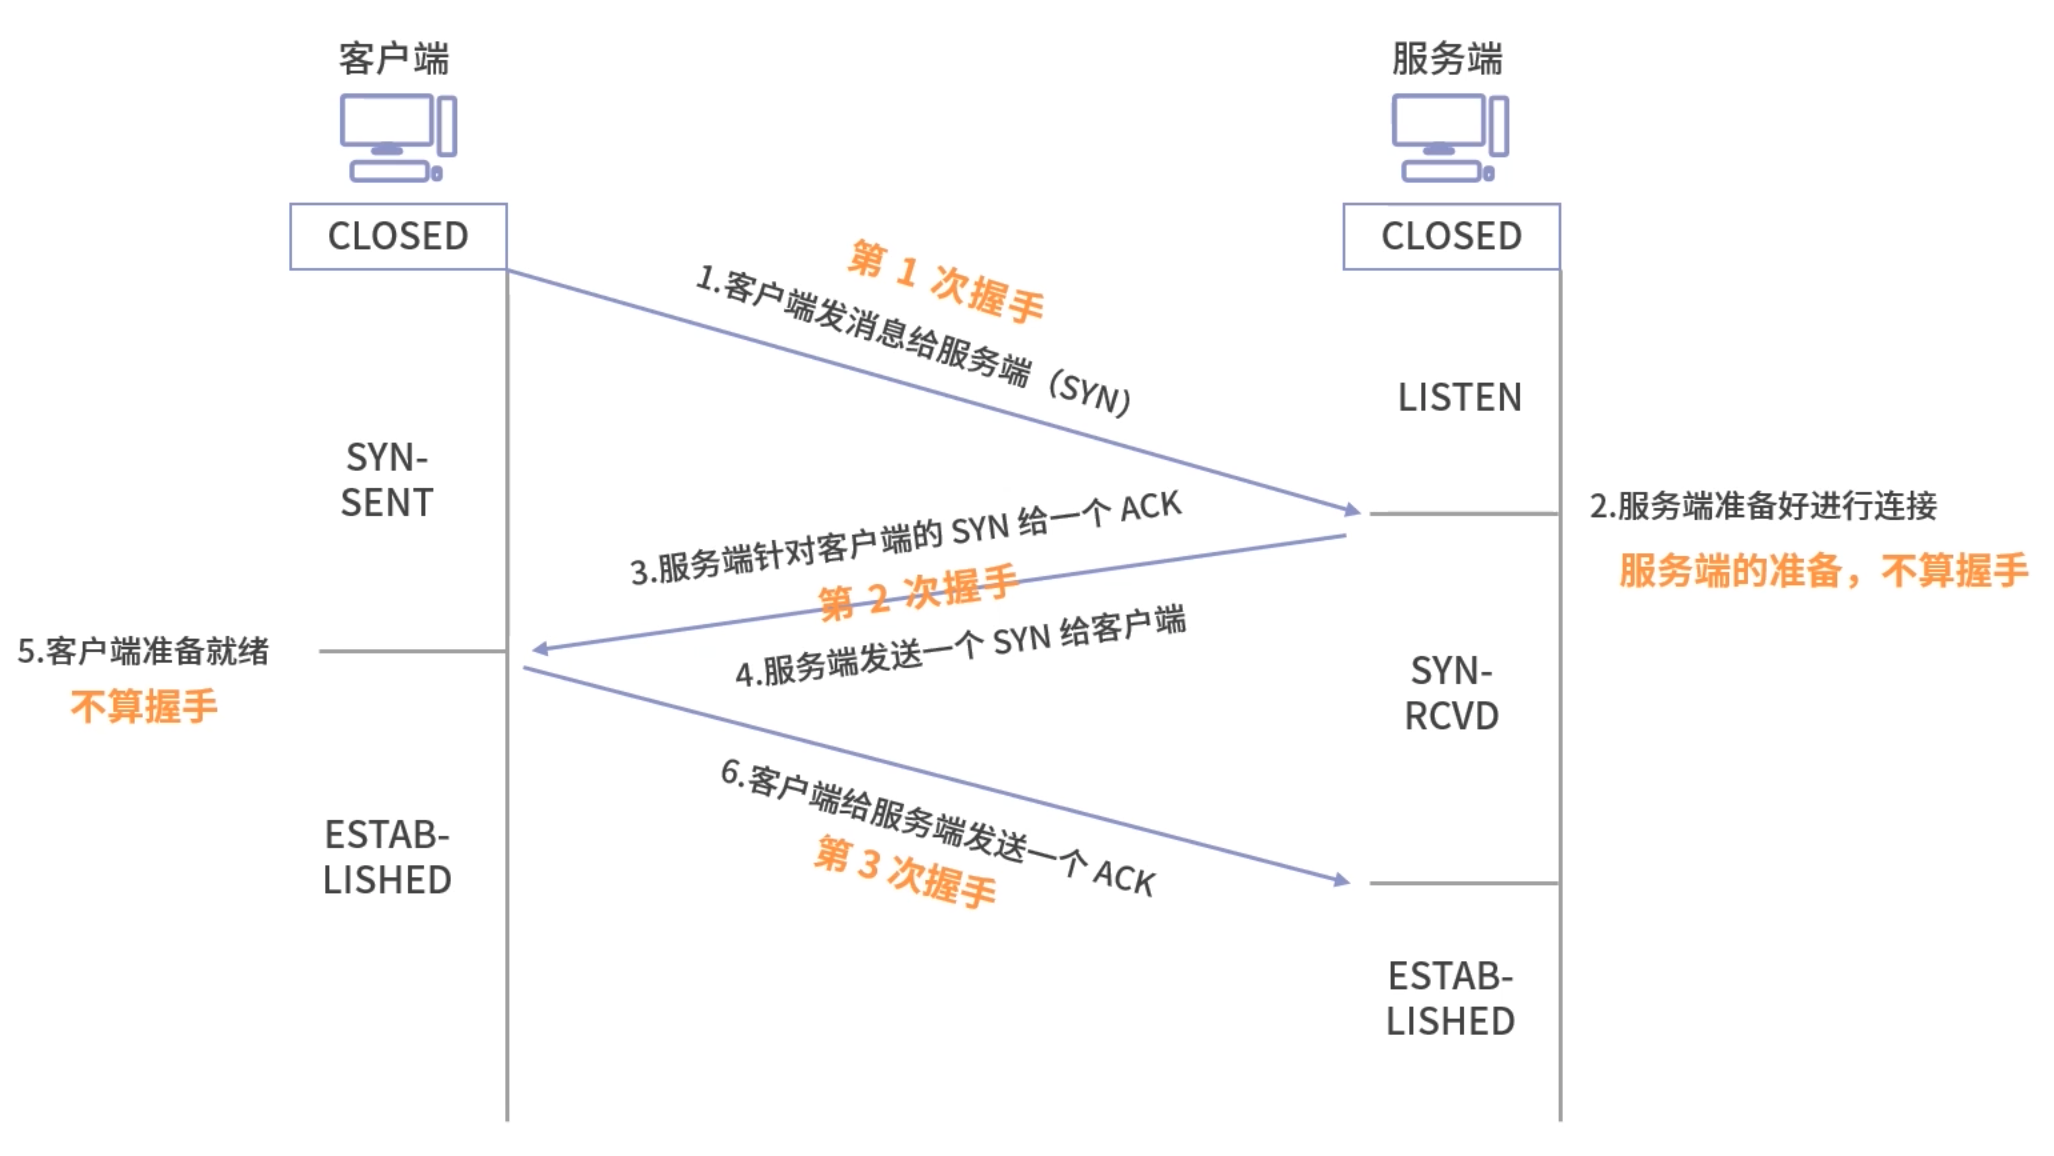 客户端
服务端
CLOSED
CLOSED
第 1 次握手
1.客户端发消息给服务端（SYN）
LISTEN
SYN-
SENT
2.服务端准备好进行连接
服务端的准备，不算握手
3.服务端针对客户端的 SYN 给一个 ACK
第 2 次握手
4.服务端发送一个 SYN 给客户端
5.客户端准备就绪
不算握手
SYN-
RCVD
6.客户端给服务端发送一个 ACK
第 3 次握手
ESTAB-
LISHED
ESTAB-
LISHED